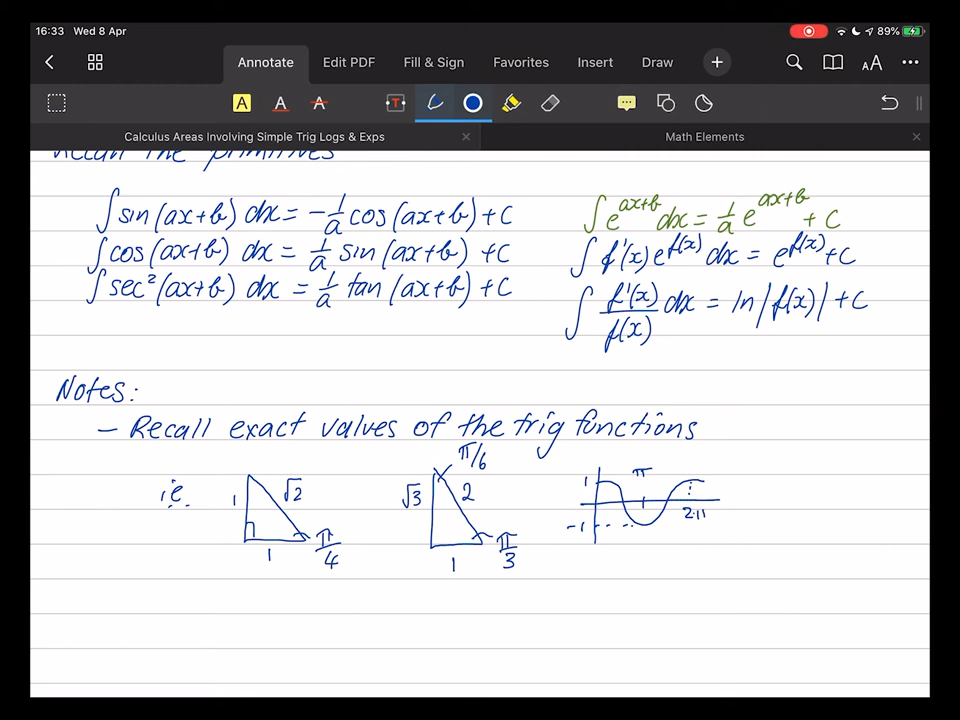 16:33 Wed 8 Apr 89%
Annotate Edit PDF Fill & Sign Favorites Insert Draw
Calculus Areas Involving Simple Trig Logs & Exps Math Elements
Recall the primitives
∫sin(ax+b) dx = -1/a cos(ax+b)+C
∫cos(ax+b) dx = 1/a sin(ax+b)+C
∫sec²(ax+b) dx = 1/a tan(ax+b)+C
∫e^(ax+b) dx = 1/a e^(ax+b) + C
∫f'(x)e^(f(x)) dx = e^(f(x)) + C
∫f'(x)/f(x) dx = ln|f(x)| + C
Notes:
- Recall exact values of the trig functions
i.e. 1 √2 1 π/4
√3 π/6 2 1 π/3
1 π -1 2π